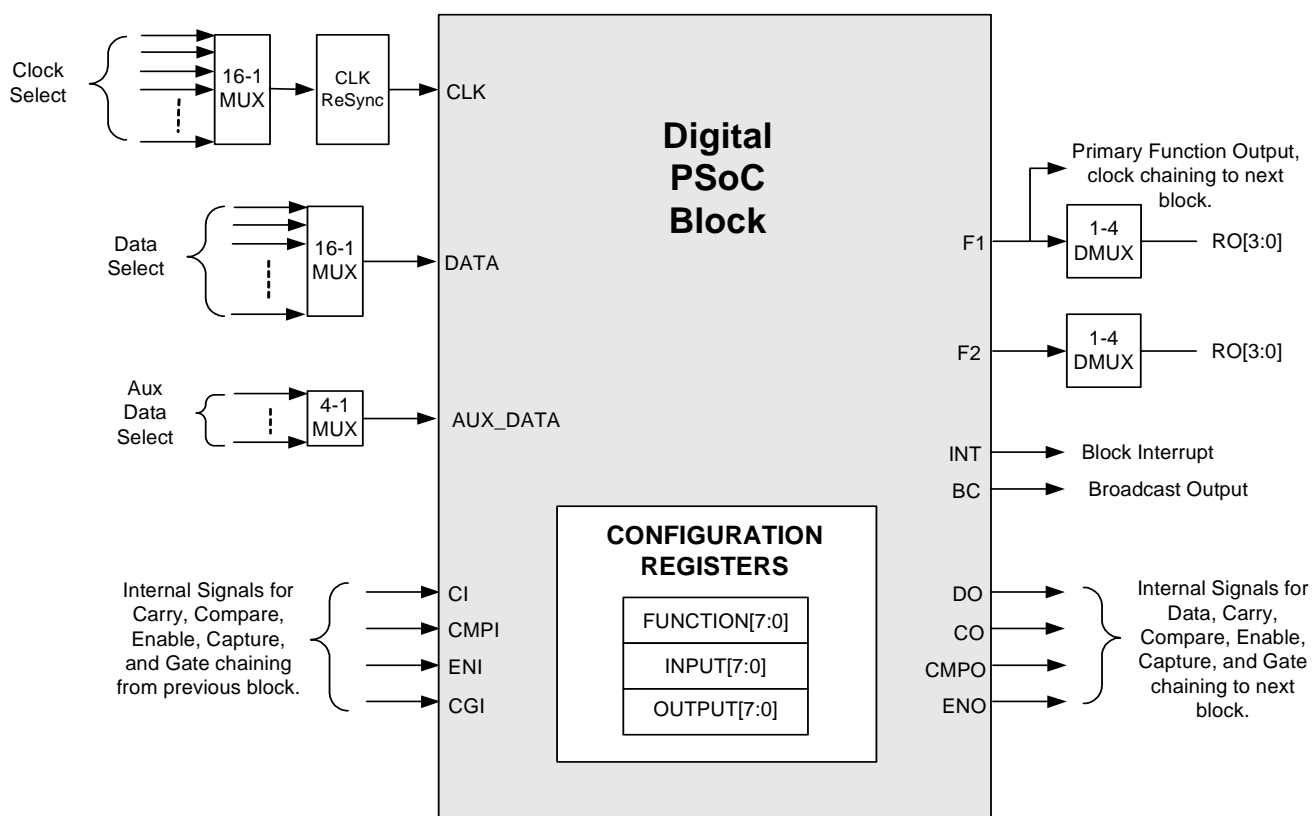 Clock
Select
16-1
MUX
CLK
ReSync
CLK
Data
Select
16-1
MUX
DATA
Aux
Data
Select
4-1
MUX
AUX_DATA
Internal Signals for
Carry, Compare,
Enable, Capture,
and Gate chaining
from previous block.
CI
CMPI
ENI
CGI
Digital
PSoC
Block
CONFIGURATION
REGISTERS
FUNCTION[7:0]
INPUT[7:0]
OUTPUT[7:0]
Primary Function Output,
clock chaining to next
block.
F1
1-4
DMUX
RO[3:0]
F2
1-4
DMUX
RO[3:0]
INT
Block Interrupt
BC
Broadcast Output
DO
CO
CMPO
ENO
Internal Signals for
Data, Carry,
Compare, Enable,
Capture, and Gate
chaining to next
block.